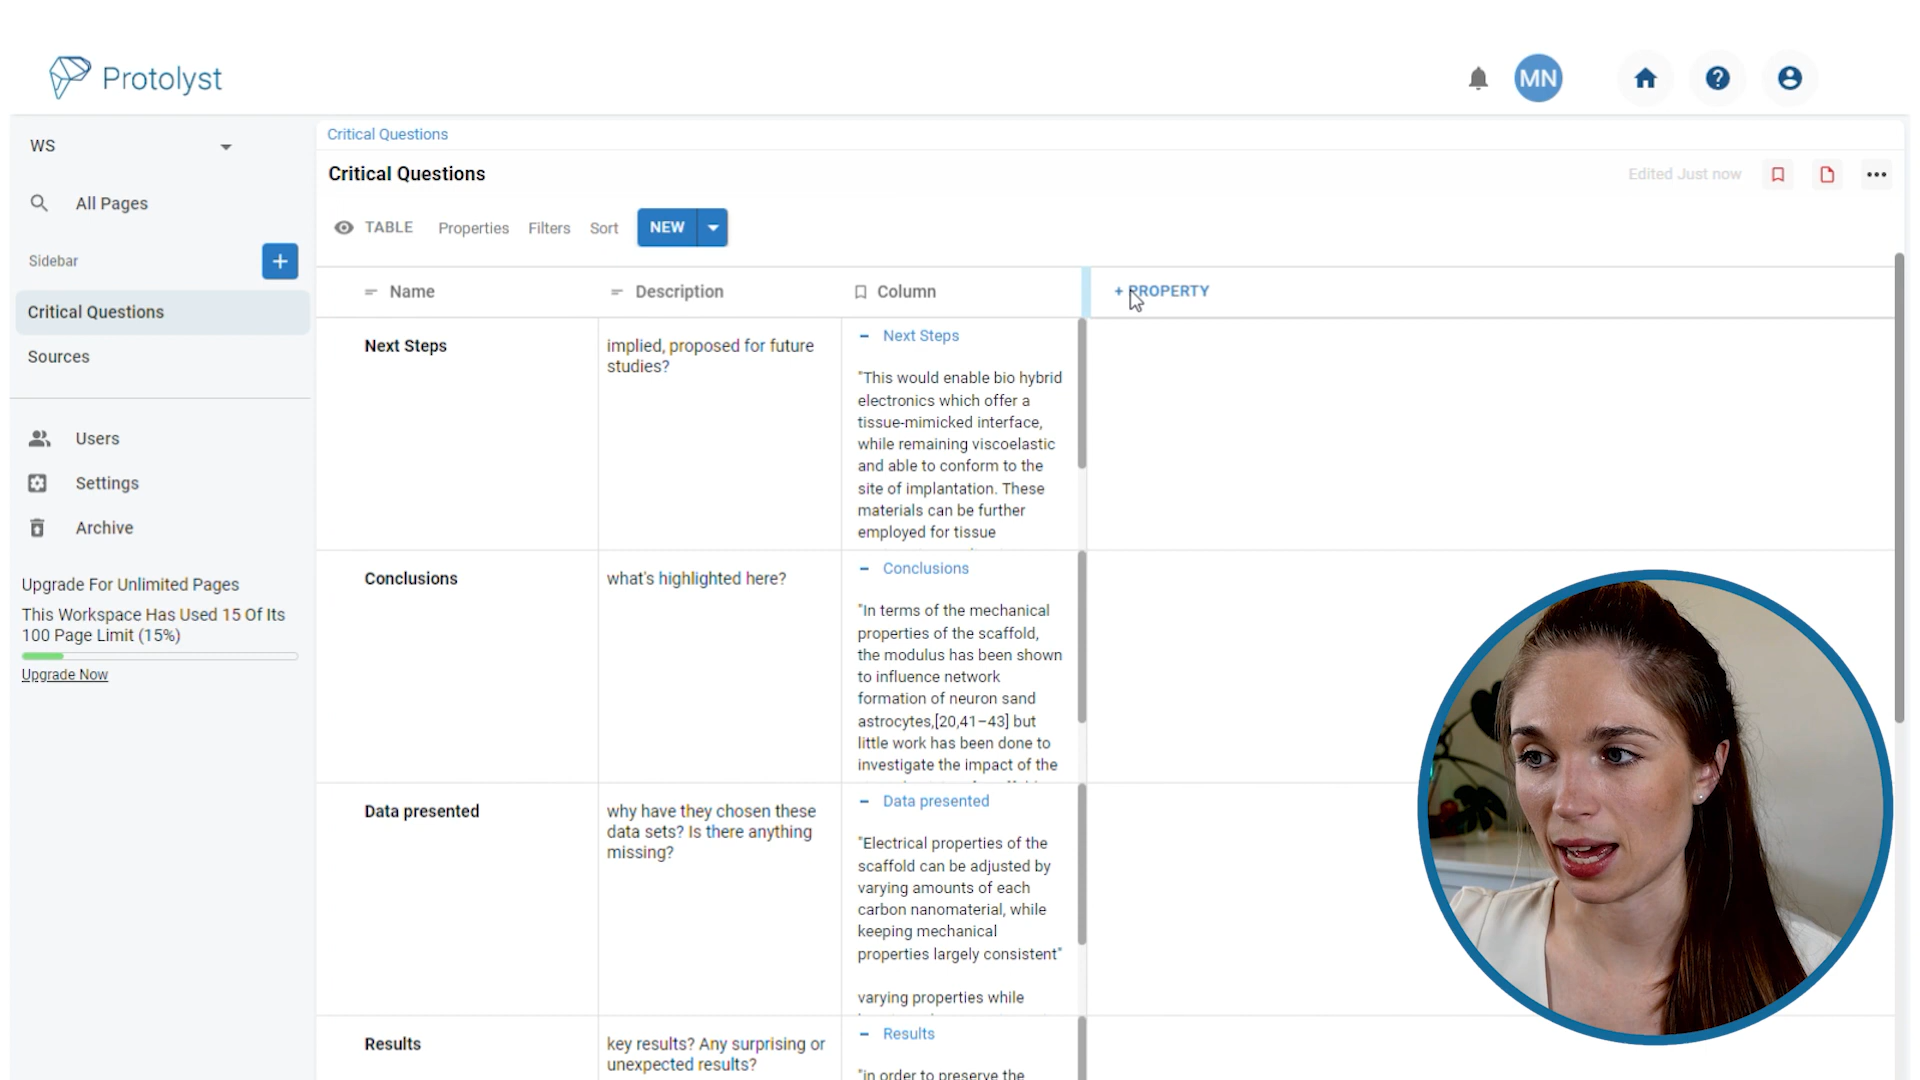 Protolyst
MN
WS
All Pages
Sidebar
+
Critical Questions
Sources
Users
Settings
Archive
Upgrade For Unlimited Pages
This Workspace Has Used 15 Of Its
100 Page Limit (15%)
Upgrade Now
Critical Questions
Critical Questions
Edited Just now
TABLE Properties Filters Sort NEW
Name Description Column + PROPERTY
Next Steps
implied, proposed for future
studies?
Next Steps
"This would enable bio hybrid
electronics which offer a
tissue-mimicked interface,
while remaining viscoelastic
and able to conform to the
site of implantation. These
materials can be further
employed for tissue
Conclusions
what's highlighted here?
Conclusions
"In terms of the mechanical
properties of the scaffold,
the modulus has been shown
to influence network
formation of neuron sand
astrocytes,[20,41–43] but
little work has been done to
investigate the impact of the
Data presented
why have they chosen these
data sets? Is there anything
missing?
Data presented
"Electrical properties of the
scaffold can be adjusted by
varying amounts of each
carbon nanomaterial, while
keeping mechanical
properties largely consistent"
varying properties while
Results
key results? Any surprising or
unexpected results?
Results
"in order to preserve the